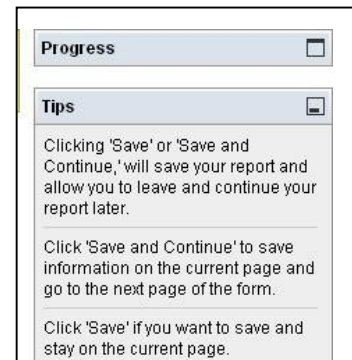 Progress
Tips
Clicking 'Save' or 'Save and
Continue,' will save your report and
allow you to leave and continue your
report later.
Click 'Save and Continue' to save
information on the current page and
go to the next page of the form.
Click 'Save' if you want to save and
stay on the current page.